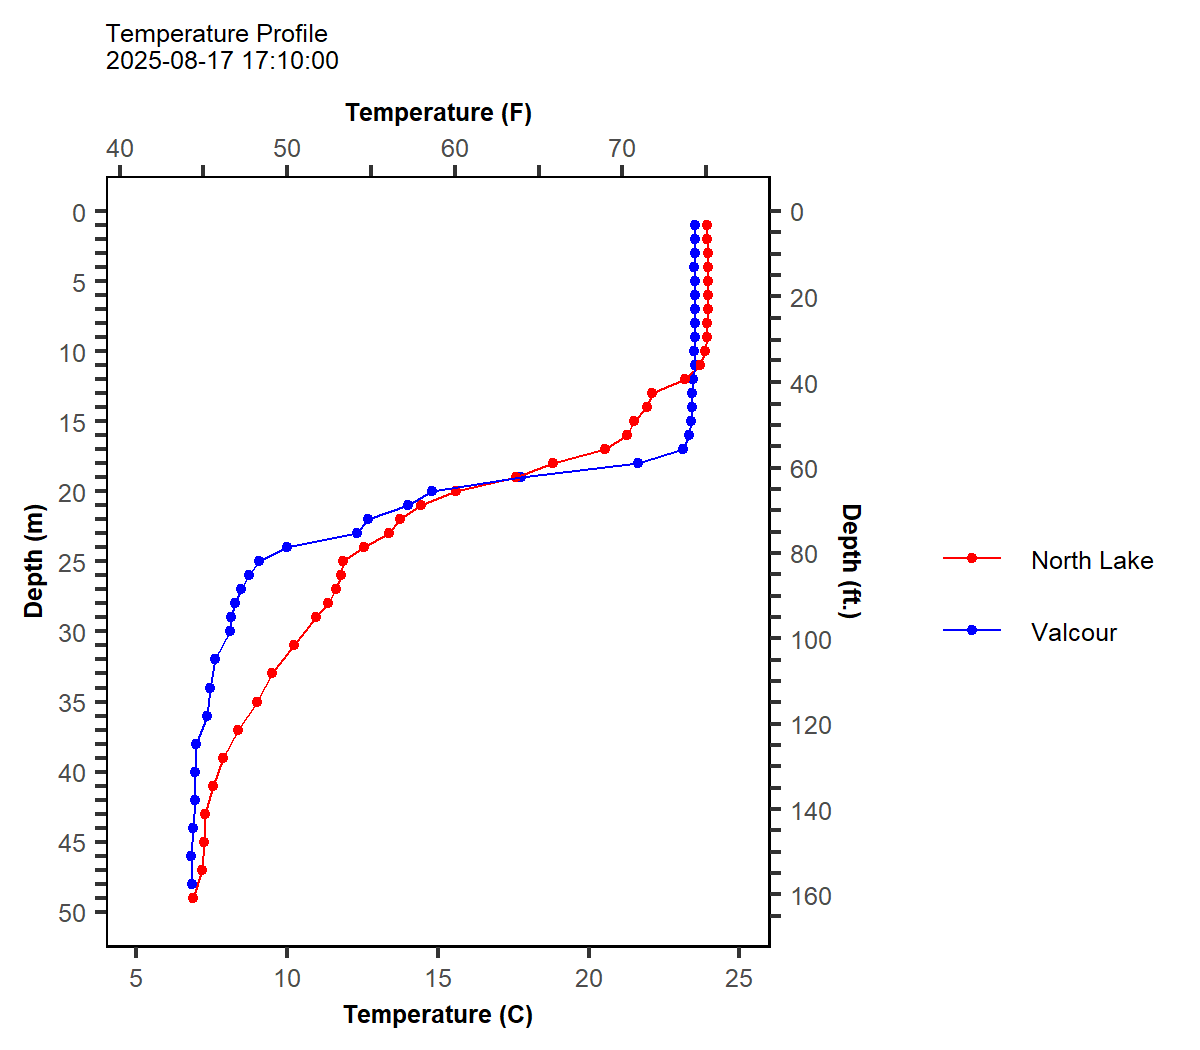 Temperature Profile
2025-08-17 17:10:00
Temperature (F)
40 50 60 70
0 0
5 20
10 40
15 60
20 80
25 100
30 120
35 140
40 160
45
50
Depth (m)
Depth (ft.)
North Lake
Valcour
5 10 15 20 25
Temperature (C)